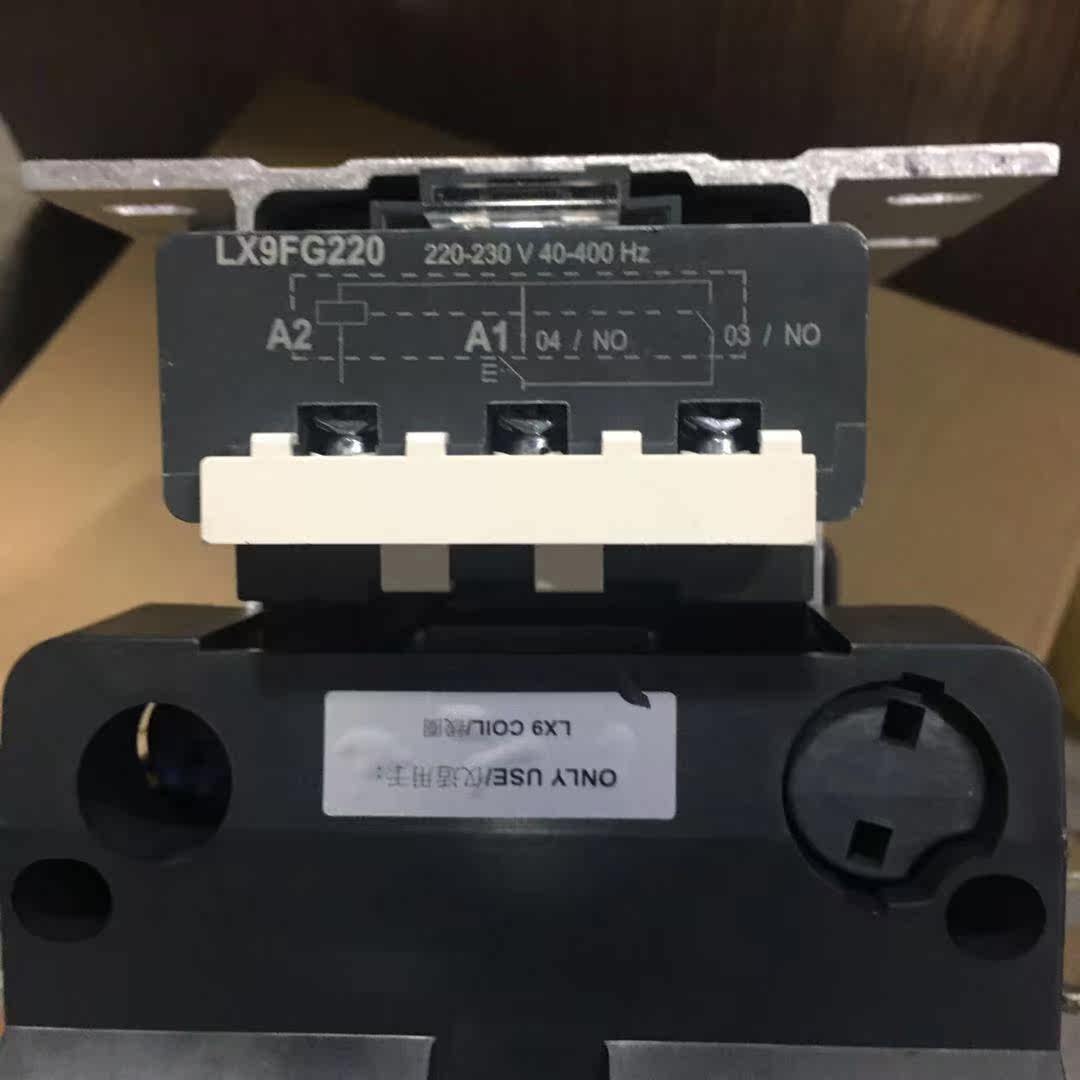 LX9FG220 220-230 V 40-400 Hz
A2 A1 04 / NO 03 / NO
E
ONLY USE/仅适用于:
LX9 COIL/线圈